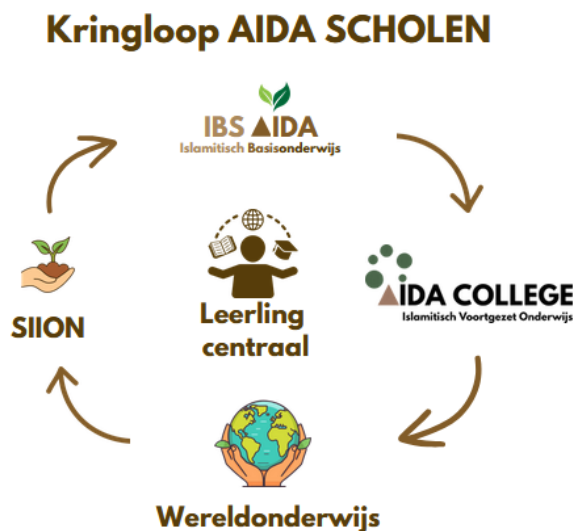 Kringloop AIDA SCHOLEN
IBS AIDA
Islamitisch Basisonderwijs
AIDA COLLEGE
Islamitisch Voortgezet Onderwijs
SIION
Leerling
centraal
Wereldonderwijs